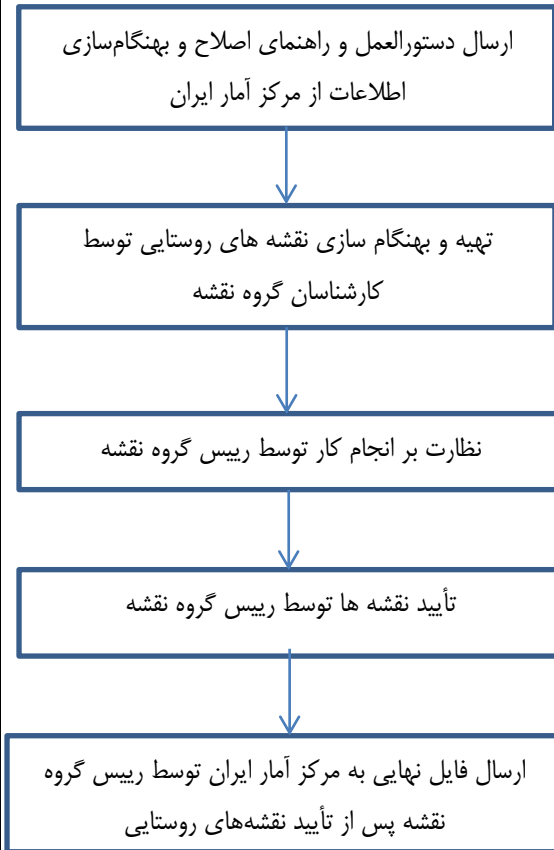 ارسال دستورالعمل و راهنمای اصلاح و بهنگام‌سازی
اطلاعات از مرکز آمار ایران
تهیه و بهنگام سازی نقشه های روستایی توسط
کارشناسان گروه نقشه
نظارت بر انجام کار توسط رییس گروه نقشه
تأیید نقشه ها توسط رییس گروه نقشه
ارسال فایل نهایی به مرکز آمار ایران توسط رییس گروه
نقشه پس از تأیید نقشه‌های روستایی